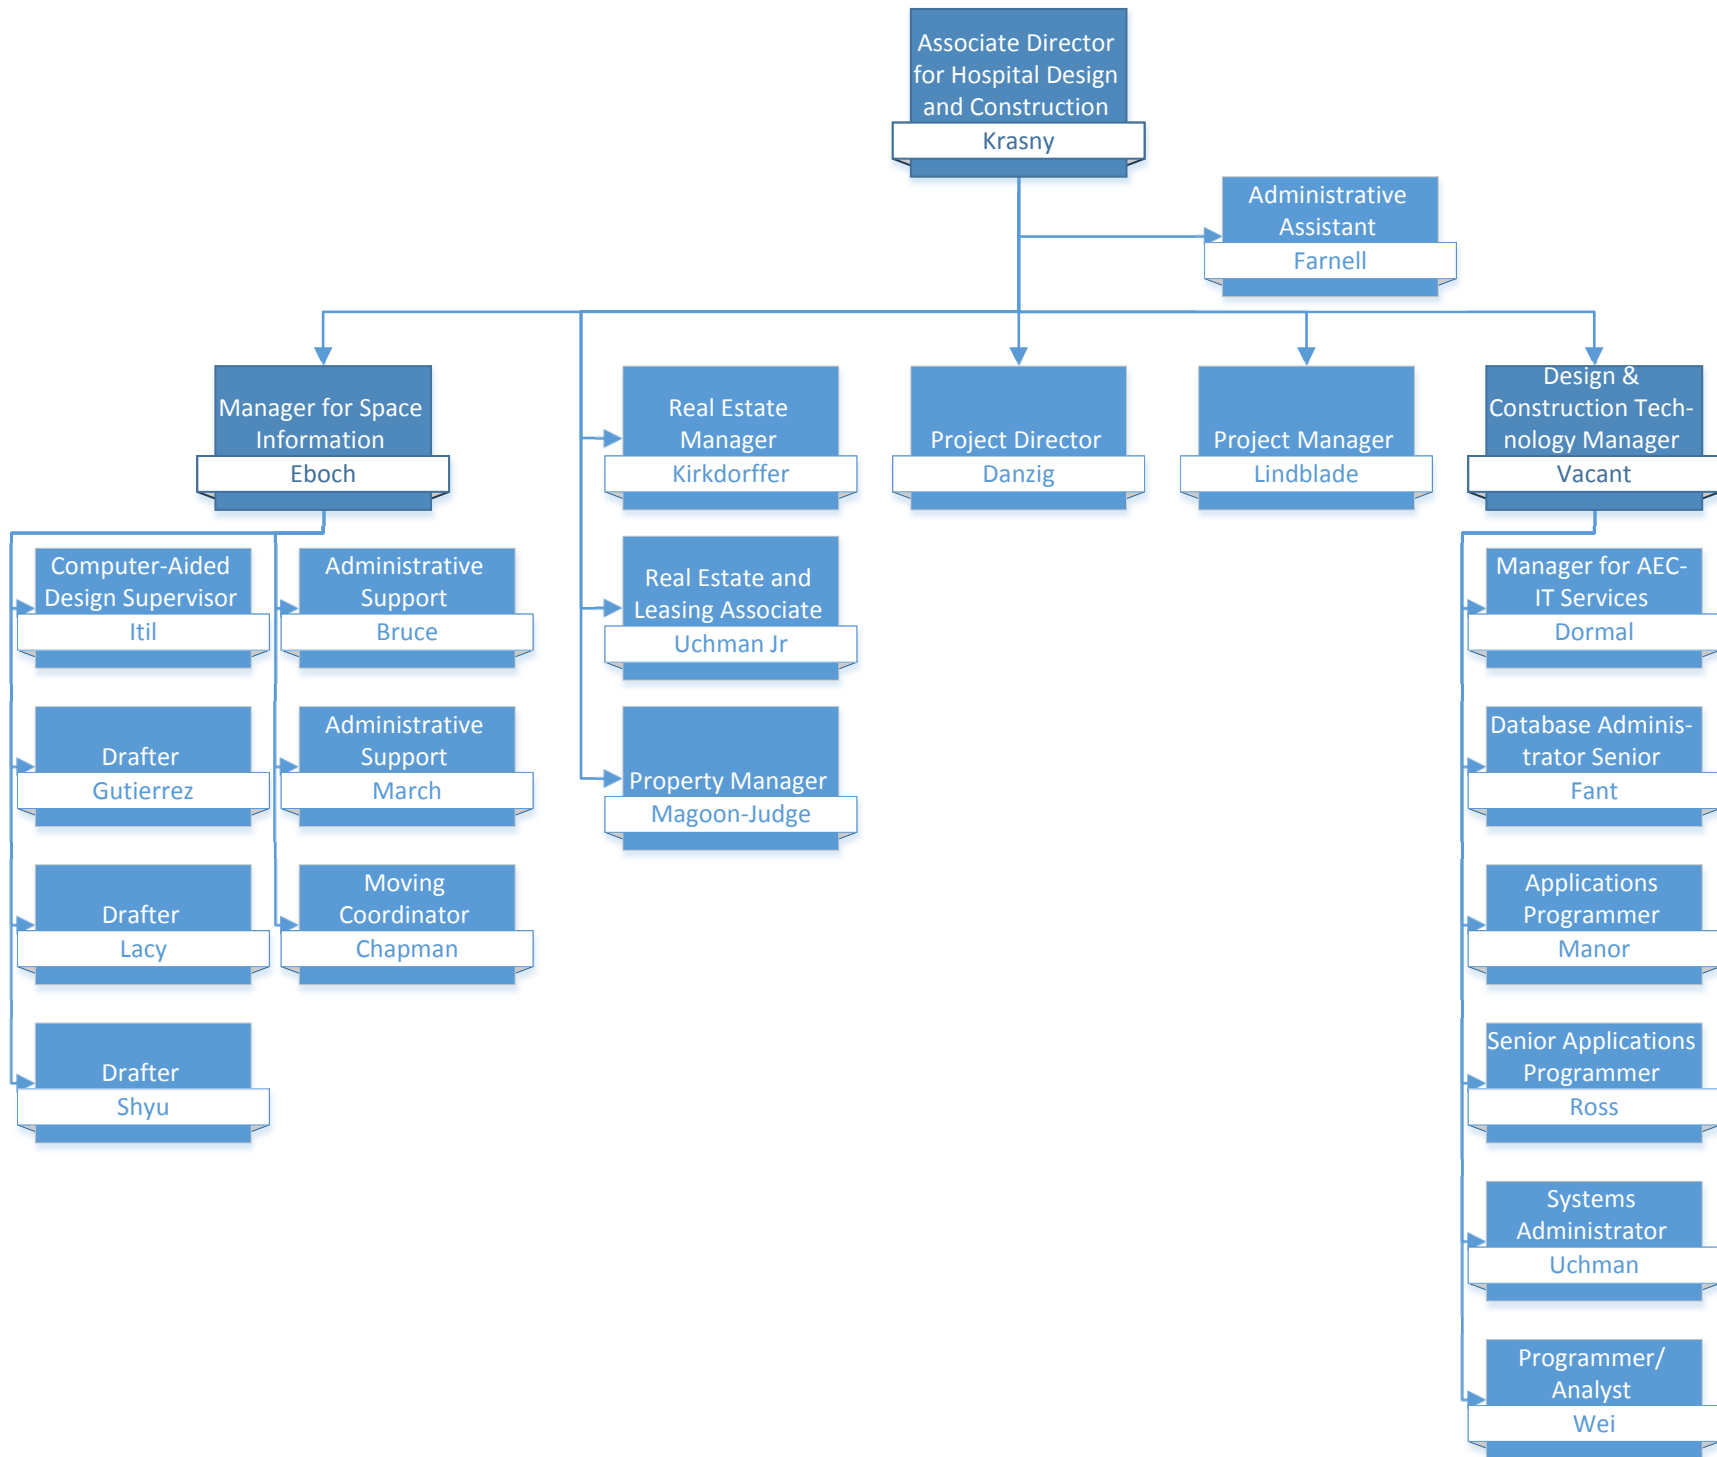 Associate Director
for Hospital Design
and Construction
Krasny
Administrative
Assistant
Farnell
Manager for Space
Information
Eboch
Real Estate
Manager
Kirkdorffer
Project Director
Danzig
Project Manager
Lindblade
Design &
Construction Tech-
nology Manager
Vacant
Computer-Aided
Design Supervisor
Itil
Administrative
Support
Bruce
Real Estate and
Leasing Associate
Uchman Jr
Manager for AEC-
IT Services
Dormal
Drafter
Gutierrez
Administrative
Support
March
Property Manager
Magoon-Judge
Database Adminis-
trator Senior
Fant
Drafter
Lacy
Moving
Coordinator
Chapman
Applications
Programmer
Manor
Drafter
Shyu
Senior Applications
Programmer
Ross
Systems
Administrator
Uchman
Programmer/
Analyst
Wei